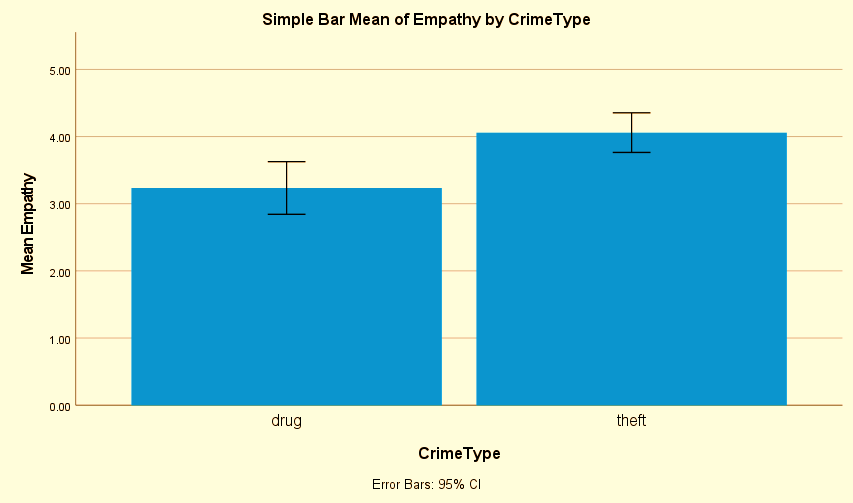 Simple Bar Mean of Empathy by CrimeType
5.00
4.00
3.00
2.00
1.00
0.00
Mean Empathy
drug
theft
CrimeType
Error Bars: 95% CI